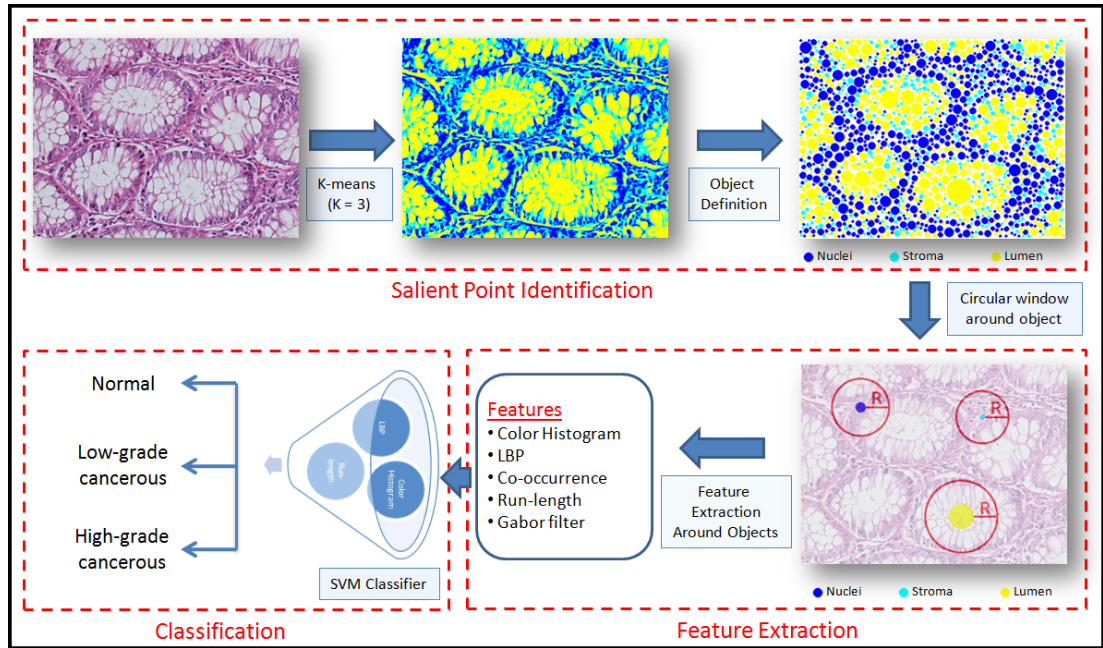 K-means
(K = 3)
Object
Definition
Nuclei
Stroma
Lumen
Salient Point Identification
Circular window
around object
R
R
R
Nuclei
Stroma
Lumen
Feature
Extraction
Around Objects
Features
• Color Histogram
• LBP
• Co-occurrence
• Run-length
• Gabor filter
Feature Extraction
LBP
Run-
length
Color
Histogram
SVM Classifier
Normal
Low-grade
cancerous
High-grade
cancerous
Classification